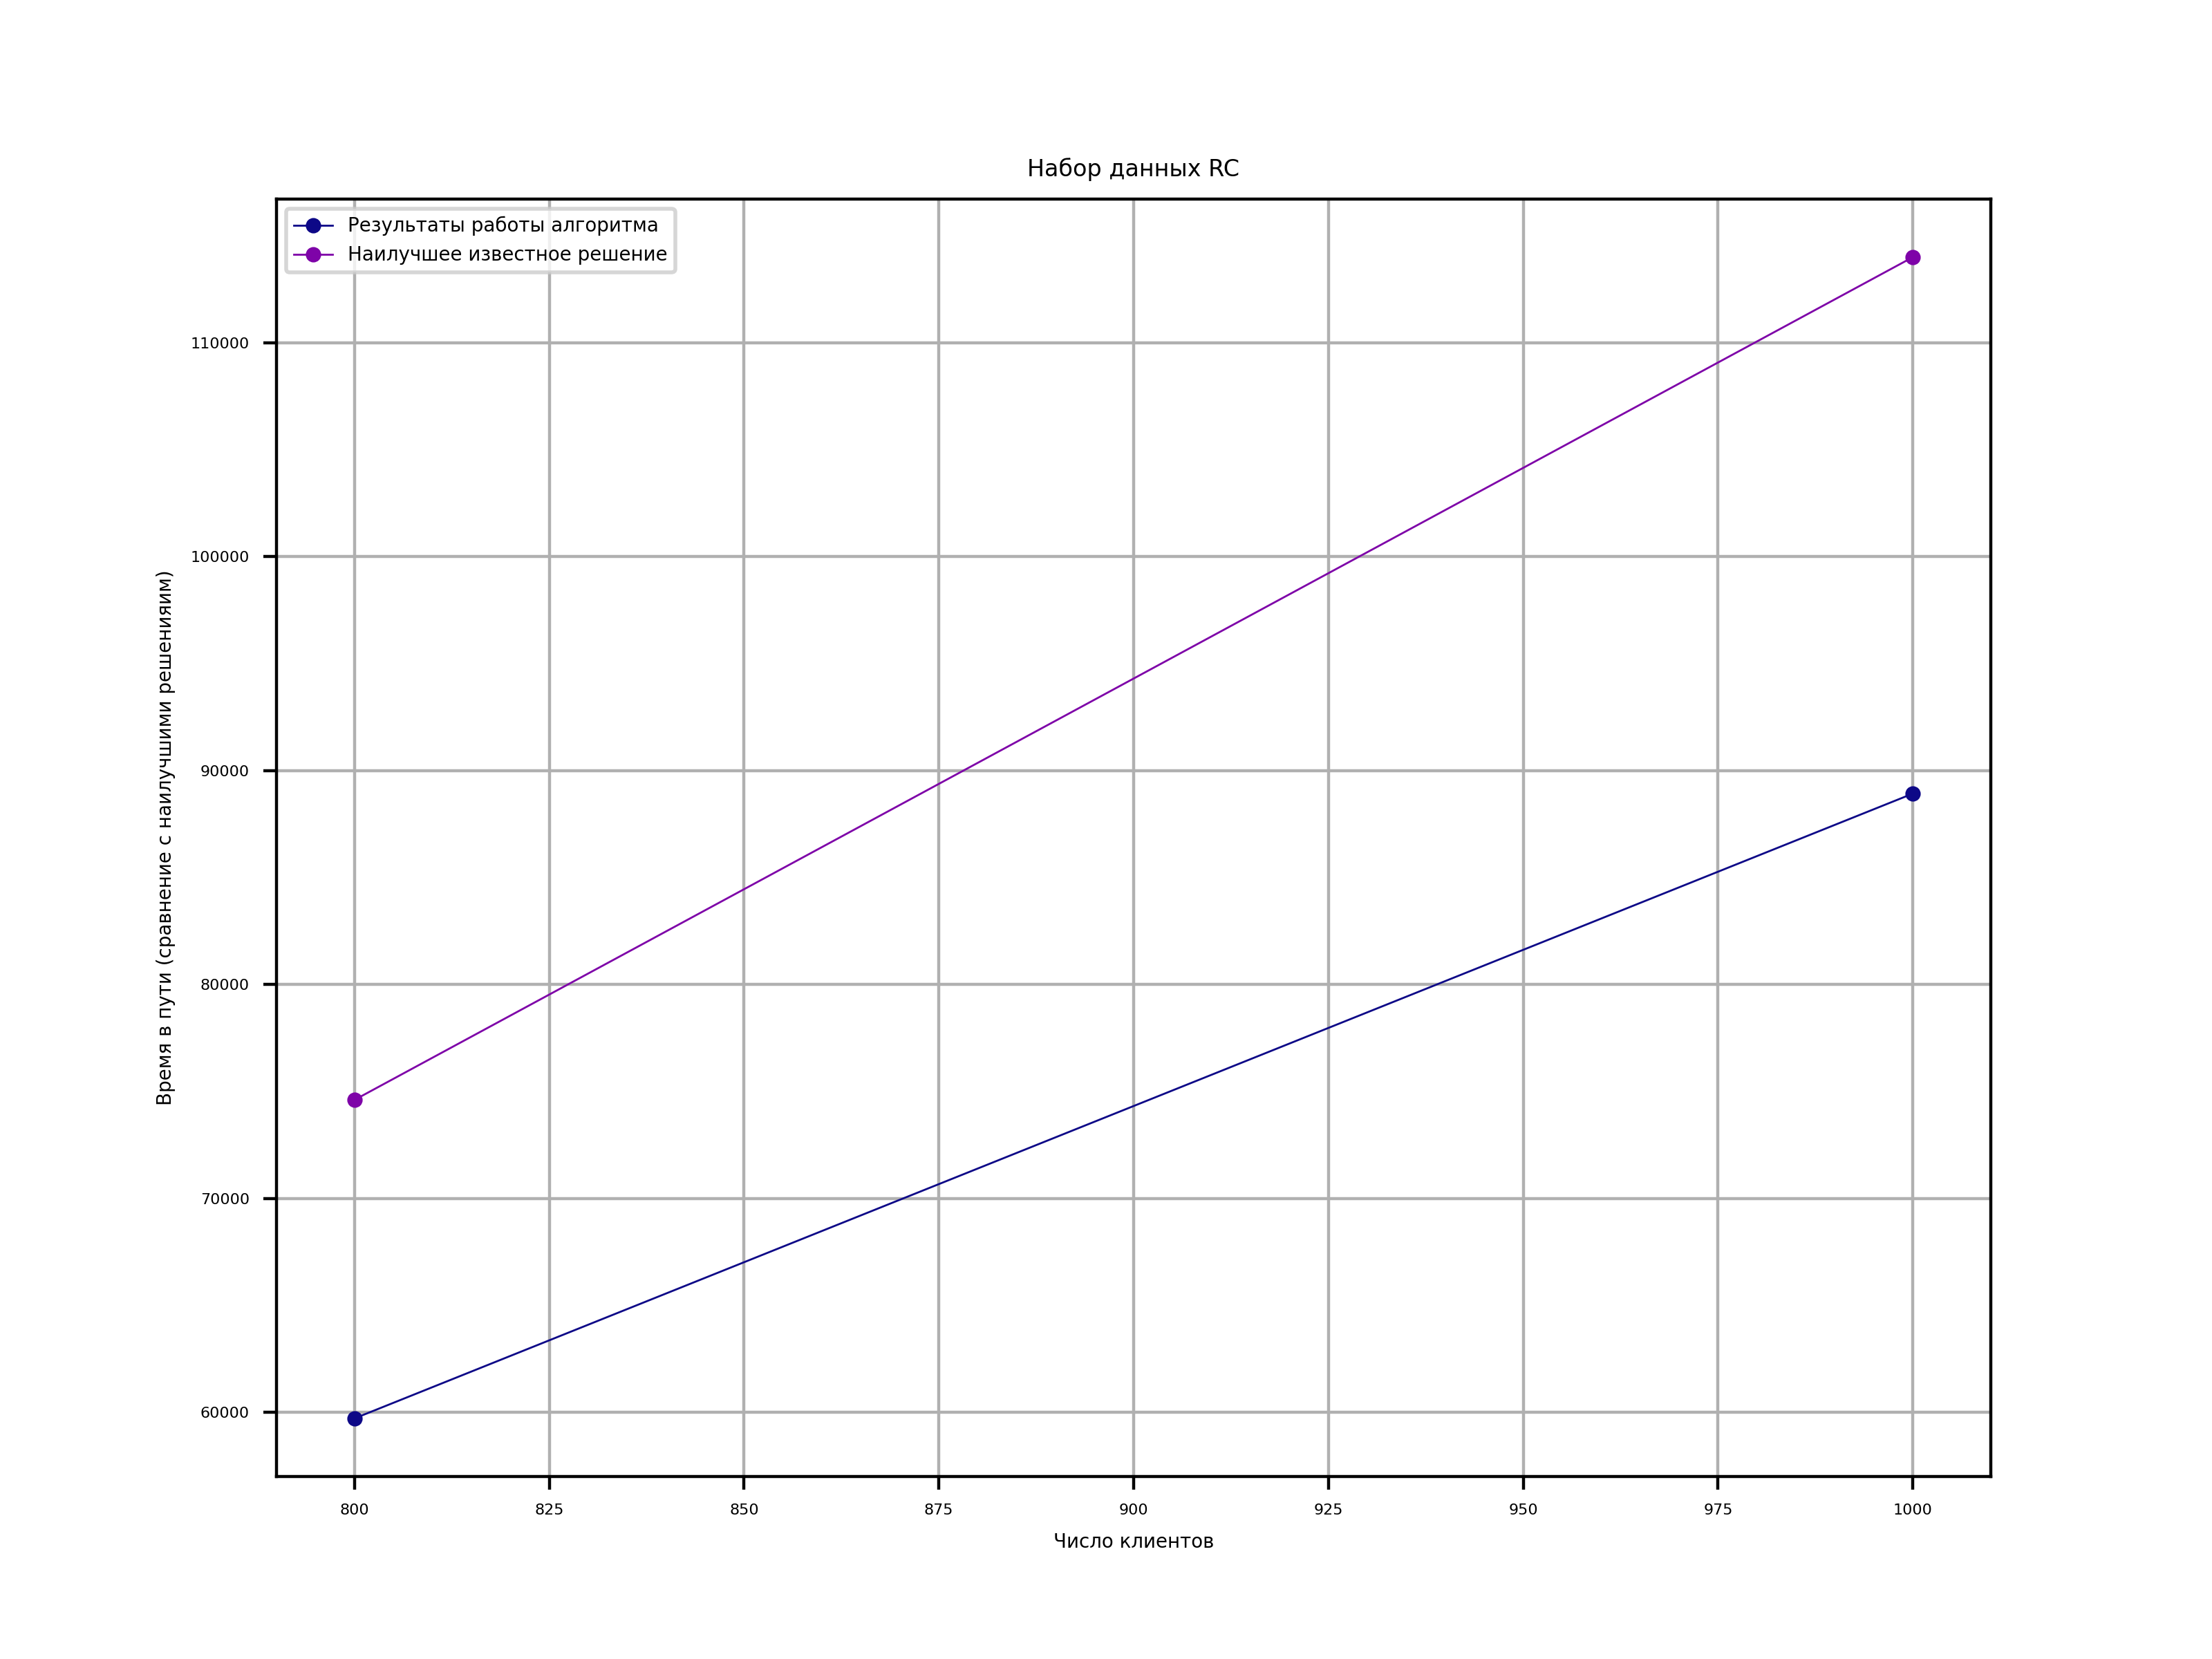 Набор данных RC
Результаты работы алгоритма
Наилучшее известное решение
110000
100000
90000
80000
70000
60000
Время в пути (сравнение с наилучшими решенияим)
800 825 850 875 900 925 950 975 1000
Число клиентов